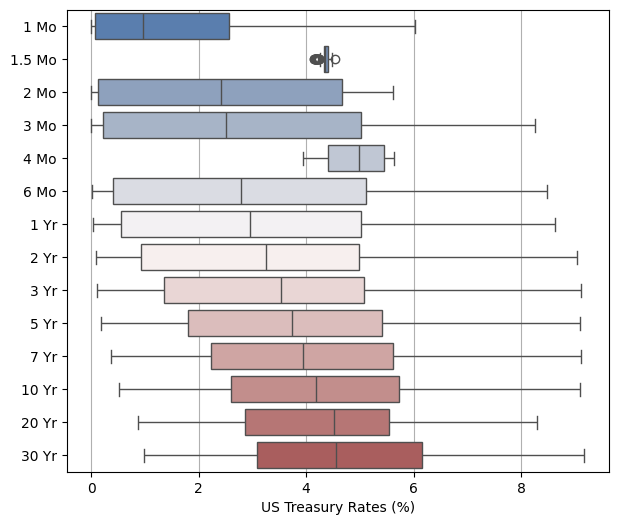 1 Mo
1.5 Mo
2 Mo
3 Mo
4 Mo
6 Mo
1 Yr
2 Yr
3 Yr
5 Yr
7 Yr
10 Yr
20 Yr
30 Yr
0 2 4 6 8
US Treasury Rates (%)